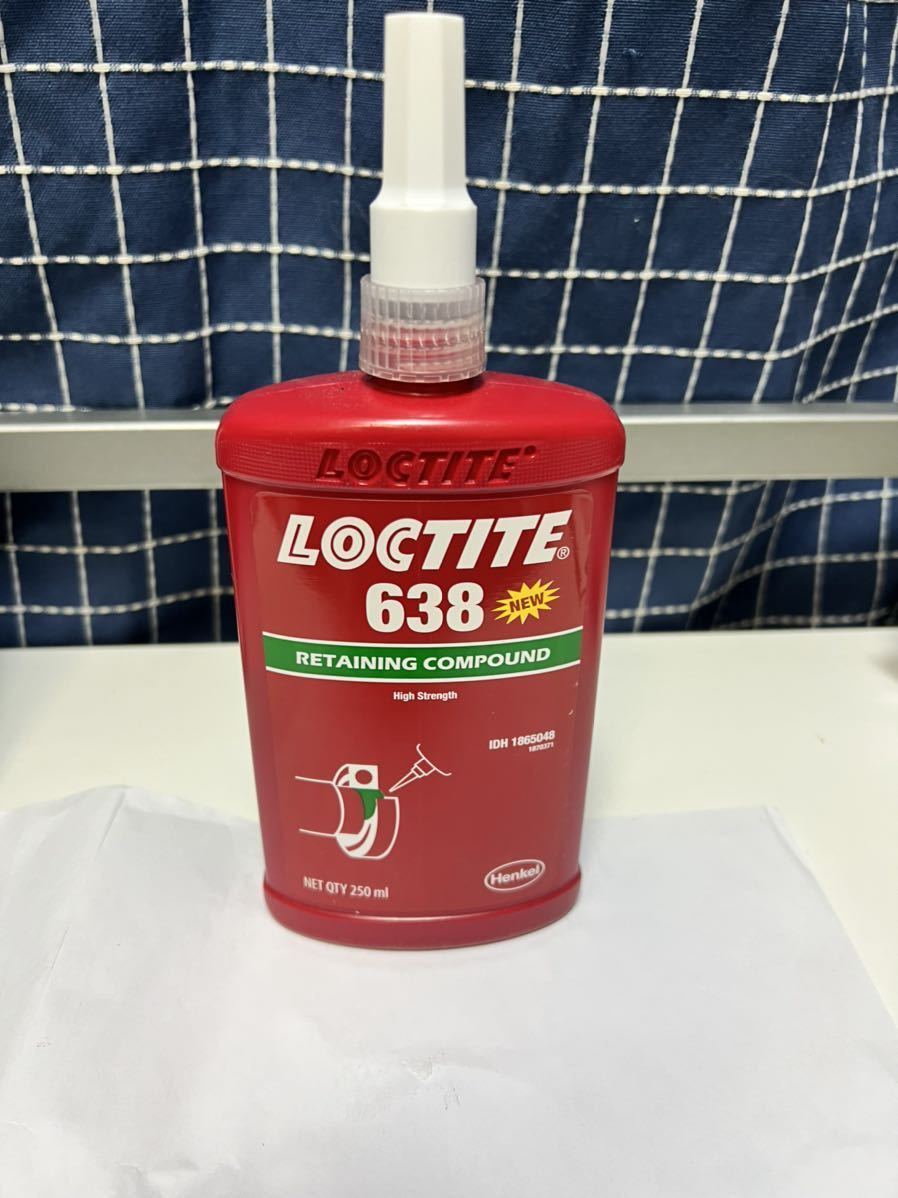 LOCTITE
LOCTITE®
638 NEW
RETAINING COMPOUND
High Strength
IDH 1865048
1870371
NET QTY 250 ml
Henkel